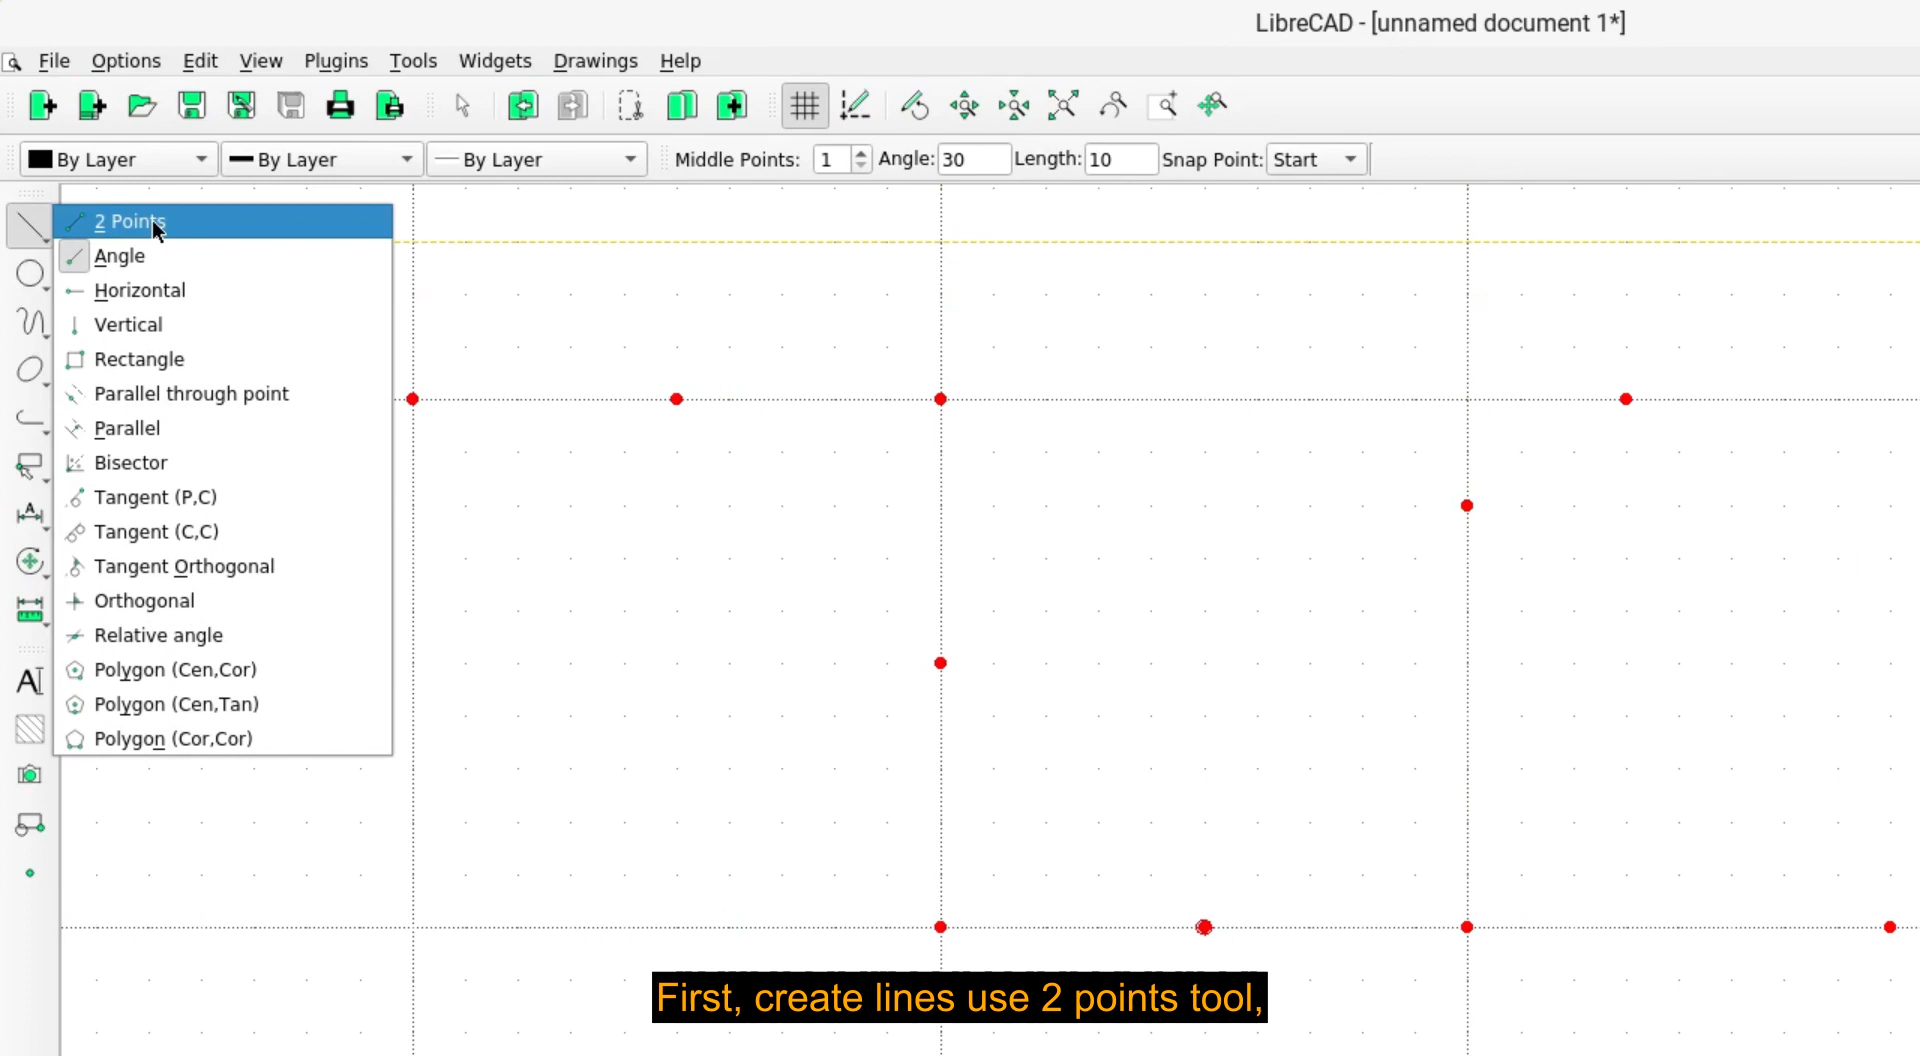 LibreCAD - [unnamed document 1*]
File Options Edit View Plugins Tools Widgets Drawings Help
By Layer By Layer By Layer Middle Points: 1 Angle: 30 Length: 10 Snap Point: Start
2 Points
Angle
Horizontal
Vertical
Rectangle
Parallel through point
Parallel
Bisector
Tangent (P,C)
Tangent (C,C)
Tangent Orthogonal
Orthogonal
Relative angle
Polygon (Cen,Cor)
Polygon (Cen,Tan)
Polygon (Cor,Cor)
First, create lines use 2 points tool,